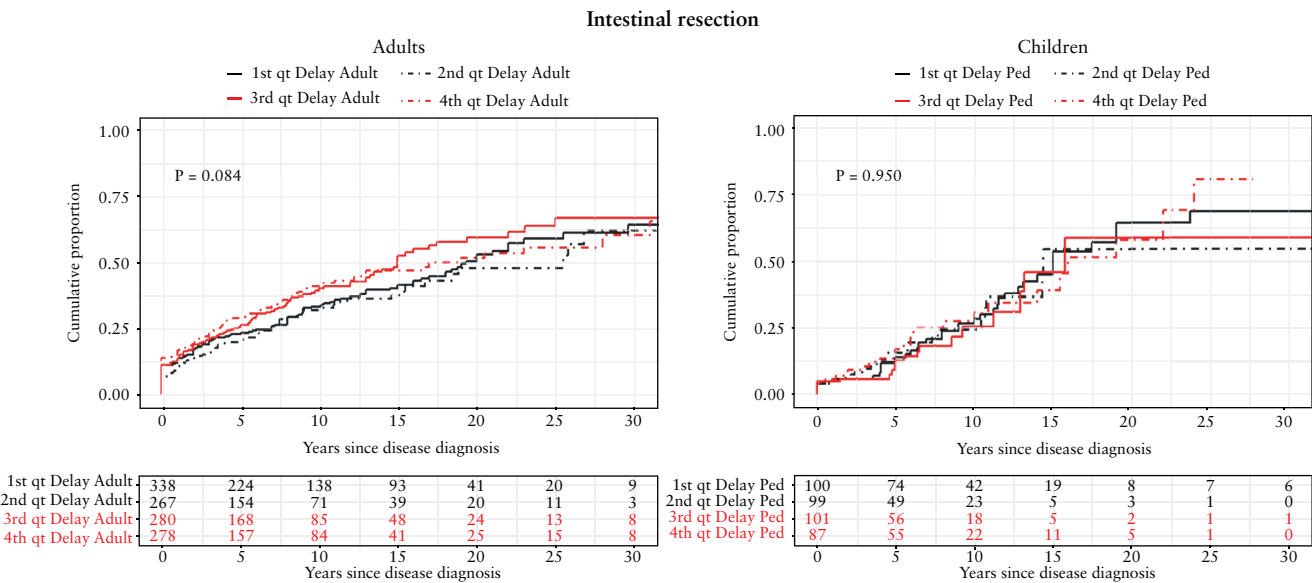 Intestinal resection
Adults
1st qt Delay Adult 2nd qt Delay Adult
3rd qt Delay Adult 4th qt Delay Adult
1.00
0.75
0.50
0.25
0.00
Cumulative proportion
P = 0.084
0 5 10 15 20 25 30
Years since disease diagnosis
1st qt Delay Adult 338 224 138 93 41 20 9
2nd qt Delay Adult 267 154 71 39 20 11 3
3rd qt Delay Adult 280 168 85 48 24 13 8
4th qt Delay Adult 278 157 84 41 25 15 8
0 5 10 15 20 25 30
Years since disease diagnosis
Children
1st qt Delay Ped 2nd qt Delay Ped
3rd qt Delay Ped 4th qt Delay Ped
1.00
0.75
0.50
0.25
0.00
Cumulative proportion
P = 0.950
0 5 10 15 20 25 30
Years since disease diagnosis
1st qt Delay Ped 100 74 42 19 8 7 6
2nd qt Delay Ped 99 49 23 5 3 1 0
3rd qt Delay Ped 101 56 18 5 2 1 1
4th qt Delay Ped 87 55 22 11 5 1 0
0 5 10 15 20 25 30
Years since disease diagnosis